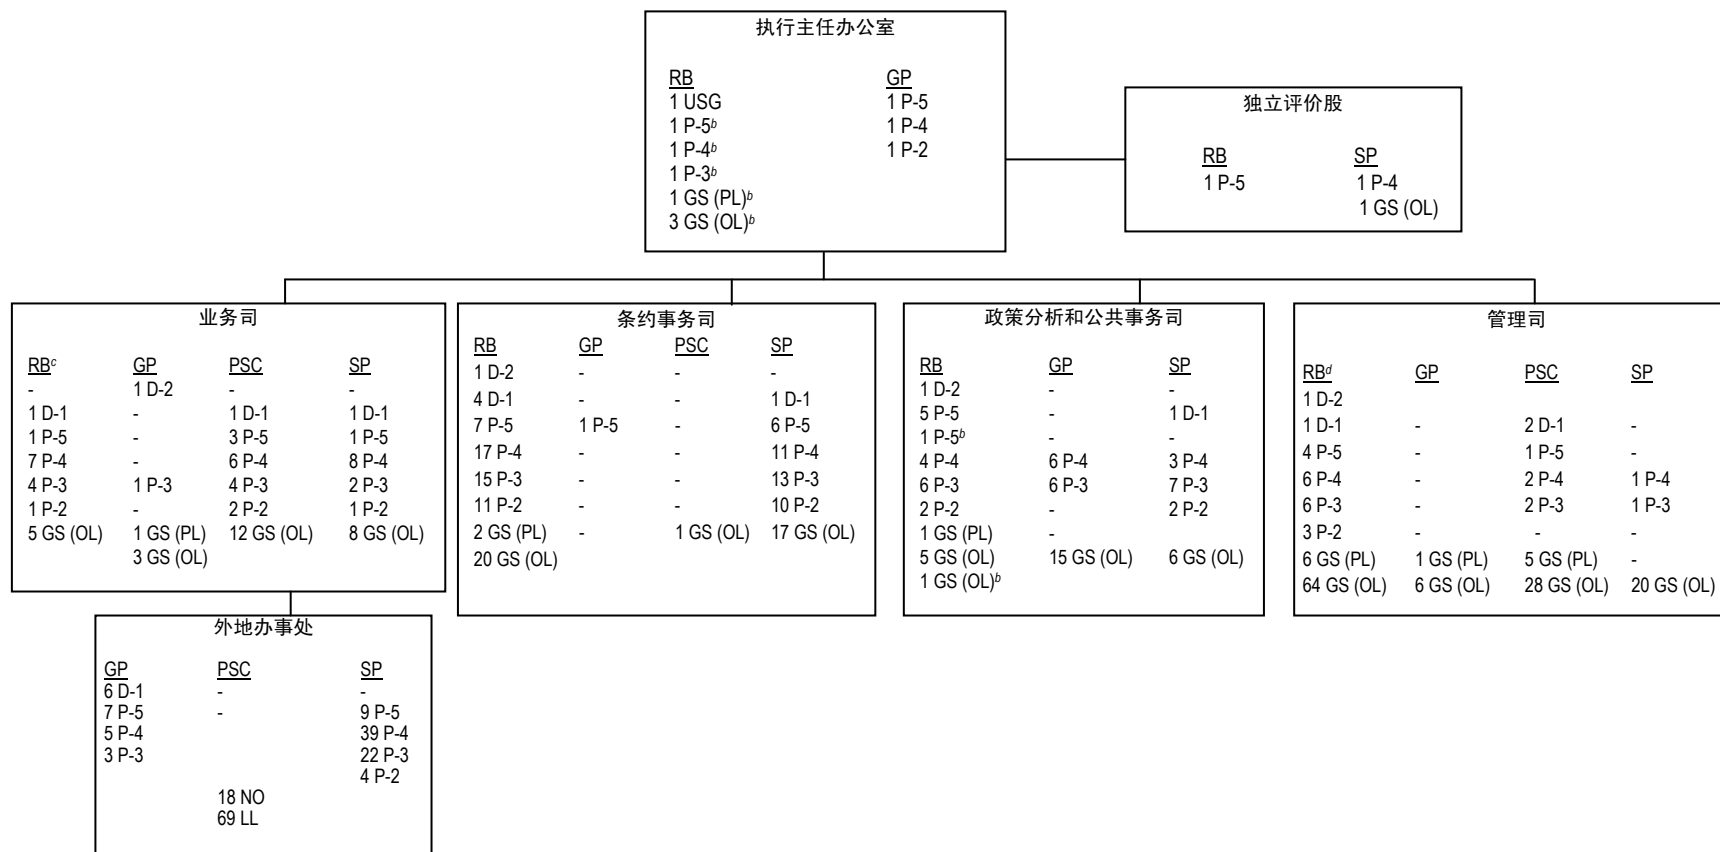 执行主任办公室
RB GP
1 USG 1 P-5
1 P-5b 1 P-4
1 P-4b 1 P-2
1 P-3b
1 GS (PL)b
3 GS (OL)b
独立评价股
RB SP
1 P-5 1 P-4
1 GS (OL)
业务司
RBc GP PSC SP
- 1 D-2 - -
1 D-1 - 1 D-1 1 D-1
1 P-5 - 3 P-5 1 P-5
7 P-4 - 6 P-4 8 P-4
4 P-3 1 P-3 4 P-3 2 P-3
1 P-2 - 2 P-2 1 P-2
5 GS (OL) 1 GS (PL) 12 GS (OL) 8 GS (OL)
3 GS (OL)
条约事务司
RB GP PSC SP
1 D-2 - - -
4 D-1 - - 1 D-1
7 P-5 1 P-5 - 6 P-5
17 P-4 - - 11 P-4
15 P-3 - - 13 P-3
11 P-2 - - 10 P-2
2 GS (PL) - 1 GS (OL) 17 GS (OL)
20 GS (OL)
政策分析和公共事务司
RB GP SP
1 D-2 - -
5 P-5 - 1 D-1
1 P-5b - -
4 P-4 6 P-4 3 P-4
6 P-3 6 P-3 7 P-3
2 P-2 - 2 P-2
1 GS (PL) -
5 GS (OL) 15 GS (OL) 6 GS (OL)
1 GS (OL)b
管理司
RBd GP PSC SP
1 D-2
1 D-1 - 2 D-1 -
4 P-5 - 1 P-5 -
6 P-4 - 2 P-4 1 P-4
6 P-3 - 2 P-3 1 P-3
3 P-2 - - -
6 GS (PL) 1 GS (PL) 5 GS (PL) -
64 GS (OL) 6 GS (OL) 28 GS (OL) 20 GS (OL)
外地办事处
GP PSC SP
6 D-1 - -
7 P-5 - 9 P-5
5 P-4 39 P-4
3 P-3 22 P-3
4 P-2
18 NO
69 LL